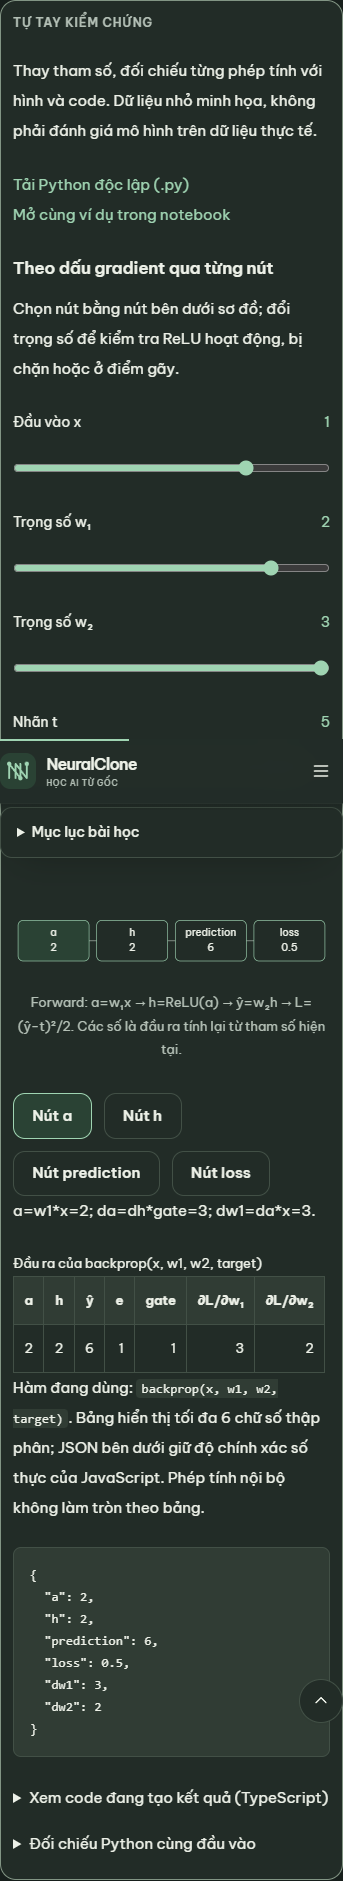 TỰ TAY KIỂM CHỨNG
Thay tham số, đối chiếu từng phép tính với
hình và code. Dữ liệu nhỏ minh họa, không
phải đánh giá mô hình trên dữ liệu thực tế.
Tải Python độc lập (.py)
Mở cùng ví dụ trong notebook
Theo dấu gradient qua từng nút
Chọn nút bằng nút bên dưới sơ đồ; đổi
trọng số để kiểm tra ReLU hoạt động, bị
chặn hoặc ở điểm gãy.
Đầu vào x 1
Trọng số w₁ 2
Trọng số w₂ 3
Nhãn t 5
NeuralClone
HỌC AI TỪ GỐC
▶ Mục lục bài học
a h prediction loss
2 2 6 0.5
Forward: a=w₁x→h=ReLU(a)→ŷ=w₂h→L=
(ŷ−t)²/2. Các số là đầu ra tính lại từ tham số hiện
tại.
Nút a Nút h
Nút prediction Nút loss
a=w1*x=2; da=dh*gate=3; dw1=da*x=3.
Đầu ra của backprop(x, w1, w2, target)
a h ŷ e gate ∂L/∂w₁ ∂L/∂w₂
2 2 6 1 1 3 2
Hàm đang dùng: backprop(x, w1, w2,
target). Bảng hiển thị tối đa 6 chữ số thập
phân; JSON bên dưới giữ độ chính xác số
thực của JavaScript. Phép tính nội bộ
không làm tròn theo bảng.
{
"a": 2,
"h": 2,
"prediction": 6,
"loss": 0.5,
"dw1": 3,
"dw2": 2
}
▶ Xem code đang tạo kết quả (TypeScript)
▶ Đối chiếu Python cùng đầu vào